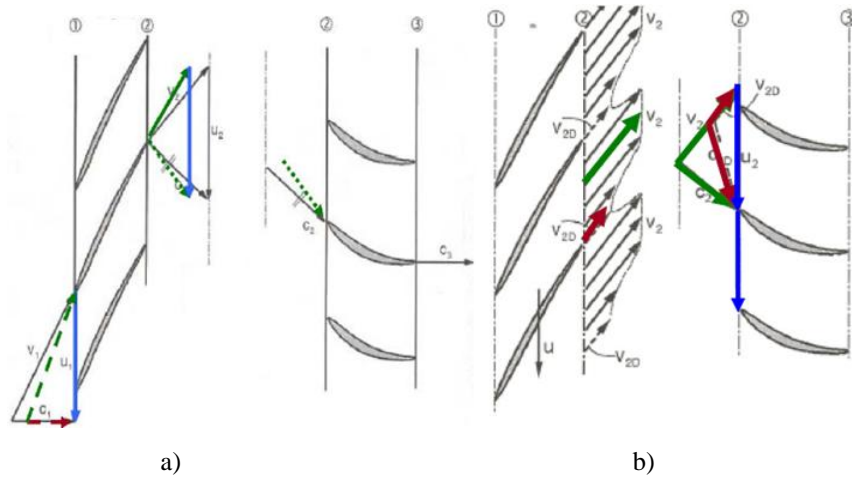 ① ② ② ③
v₂
u₂
c₂
c₃
v₁
u₁
c₁
① ② v₂
v₂D
v₂
v₂D
v₂
u
v₂D
② ③
v₂D
v₂
u₂
c₂
a) b)